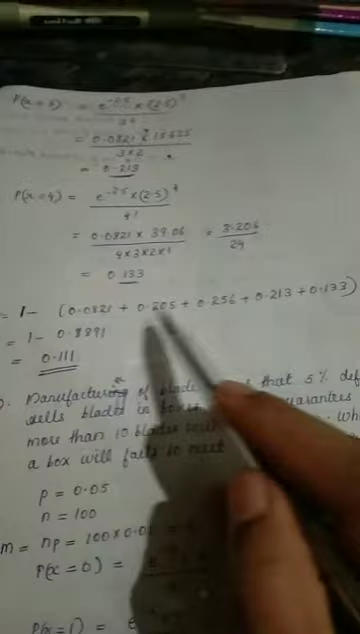 P(x=3) = e^-2.5 × (2.5)^3
3!
= 0.0821 × 15.625
3×2
= 0.213
P(x=4) = e^-2.5 × (2.5)^4
4!
= 0.0821 × 39.06 = 3.206
4×3×2×1 24
= 0.133
= 1 - (0.0821 + 0.205 + 0.256 + 0.213 + 0.133)
= 1 - 0.8891
= 0.111
Manufacturing of blade that 5% def
sells blades in boxes guarantees
more than 10 blades
a box will fails to meet
p = 0.05
n = 100
m = np = 100 × 0.0
P(x=0) =
P(x=1) =